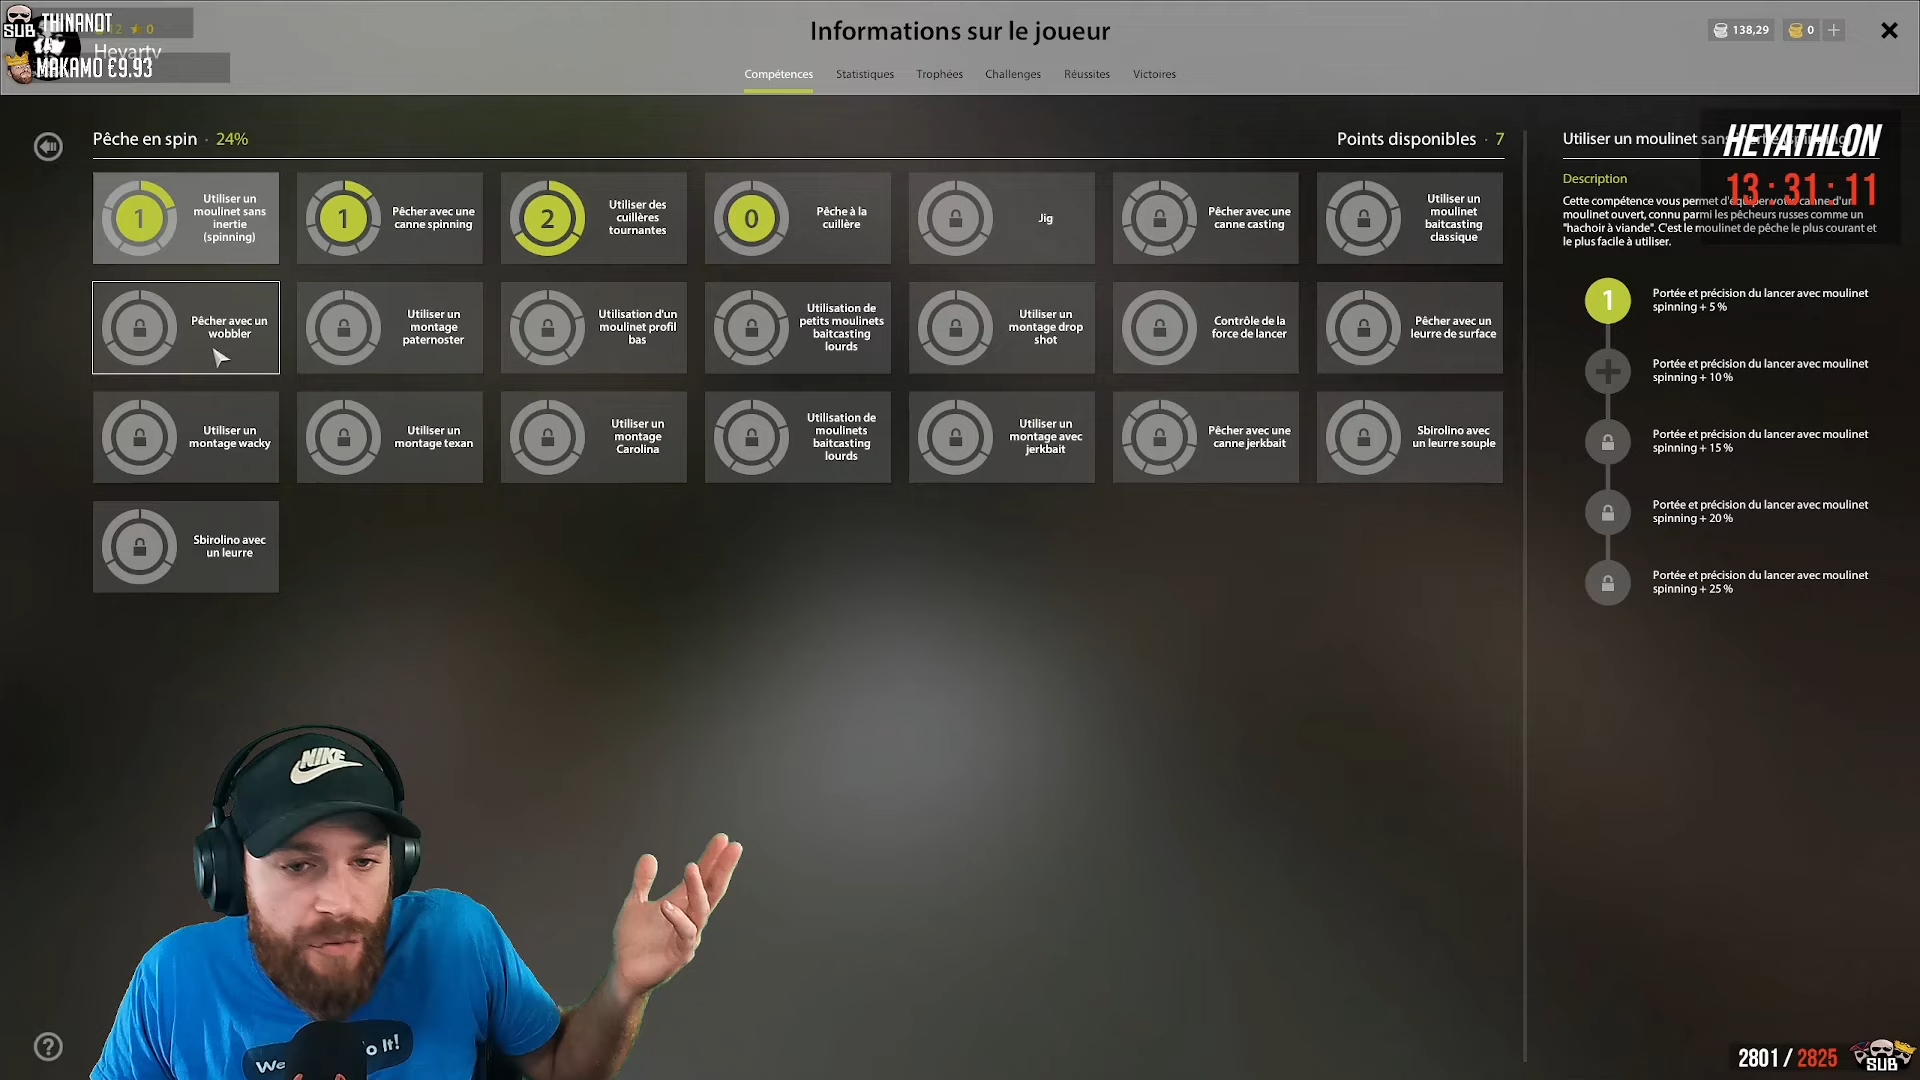 THINANOT
SUB
12 0
Heyarty
MAKAMO €9.93
Informations sur le joueur
138,29
0
Compétences
Statistiques
Trophées
Challenges
Réussites
Victoires
Pêche en spin · 24%
Points disponibles · 7
1
Utiliser un
moulinet sans
inertie
(spinning)
1
Pêcher avec une
canne spinning
2
Utiliser des
cuillères
tournantes
0
Pêche à la
cuillère
Jig
Pêcher avec une
canne casting
Utiliser un
moulinet
baitcasting
classique
Pêcher avec un
wobbler
Utiliser un
montage
paternoster
Utilisation d'un
moulinet profil
bas
Utilisation de
petits moulinets
baitcasting
lourds
Utiliser un
montage drop
shot
Contrôle de la
force de lancer
Pêcher avec un
leurre de surface
Utiliser un
montage wacky
Utiliser un
montage texan
Utiliser un
montage
Carolina
Utilisation de
moulinets
baitcasting
lourds
Utiliser un
montage avec
jerkbait
Pêcher avec une
canne jerkbait
Sbirolino avec
un leurre souple
Sbirolino avec
un leurre
Utiliser un moulinet
HEYATHLON
13:31:11
Description
Cette compétence vous permet d'équiper votre canne d'un
moulinet ouvert, connu parmi les pêcheurs russes comme un
"hachoir à viande". C'est le moulinet de pêche le plus courant et
le plus facile à utiliser.
1
Portée et précision du lancer avec moulinet
spinning + 5 %
Portée et précision du lancer avec moulinet
spinning + 10 %
Portée et précision du lancer avec moulinet
spinning + 15 %
Portée et précision du lancer avec moulinet
spinning + 20 %
Portée et précision du lancer avec moulinet
spinning + 25 %
NIKE
We
o It!
?
2801 / 2825
SUB